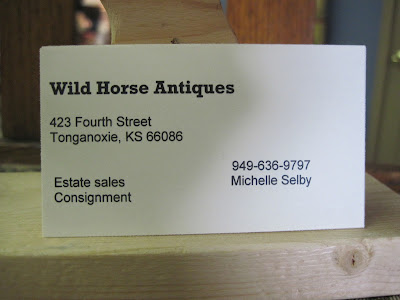 Wild Horse Antiques
423 Fourth Street
Tonganoxie, KS 66086
949-636-9797
Michelle Selby
Estate sales
Consignment